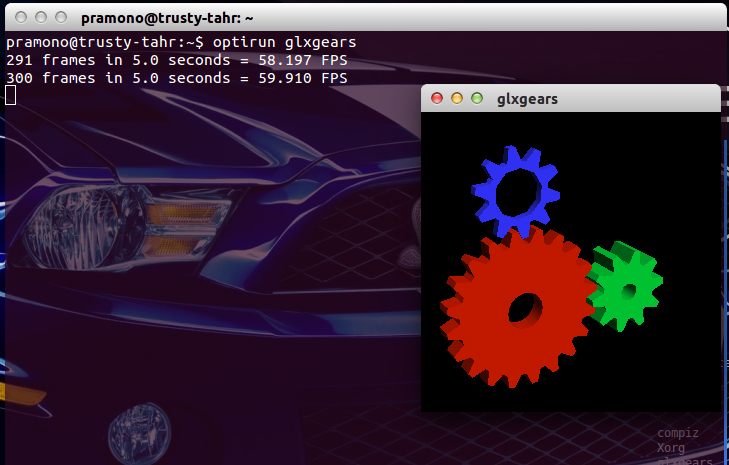 pramono@trusty-tahr: ~
pramono@trusty-tahr:~$ optirun glxgears
291 frames in 5.0 seconds = 58.197 FPS
300 frames in 5.0 seconds = 59.910 FPS
glxgears
compiz
Xorg
glxgears